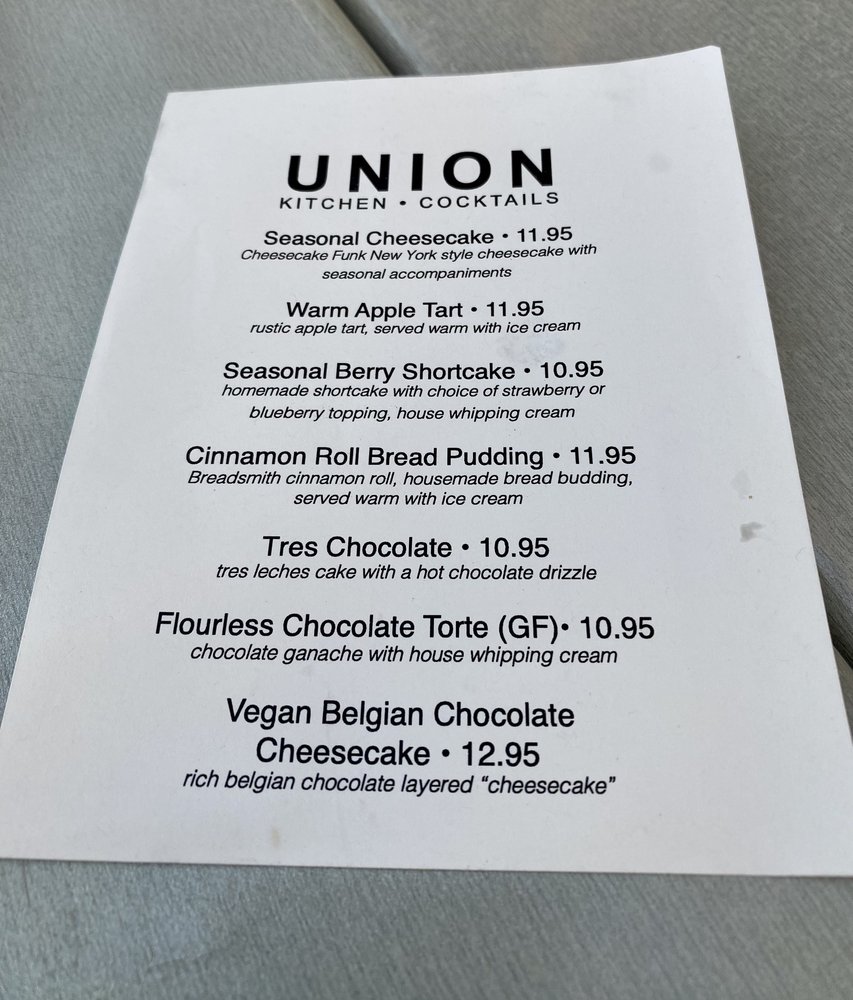 UNION
KITCHEN • COCKTAILS
Seasonal Cheesecake • 11.95
Cheesecake Funk New York style cheesecake with
seasonal accompaniments
Warm Apple Tart • 11.95
rustic apple tart, served warm with ice cream
Seasonal Berry Shortcake • 10.95
homemade shortcake with choice of strawberry or
blueberry topping, house whipping cream
Cinnamon Roll Bread Pudding • 11.95
Breadsmith cinnamon roll, housemade bread budding,
served warm with ice cream
Tres Chocolate • 10.95
tres leches cake with a hot chocolate drizzle
Flourless Chocolate Torte (GF)• 10.95
chocolate ganache with house whipping cream
Vegan Belgian Chocolate
Cheesecake • 12.95
rich belgian chocolate layered “cheesecake”